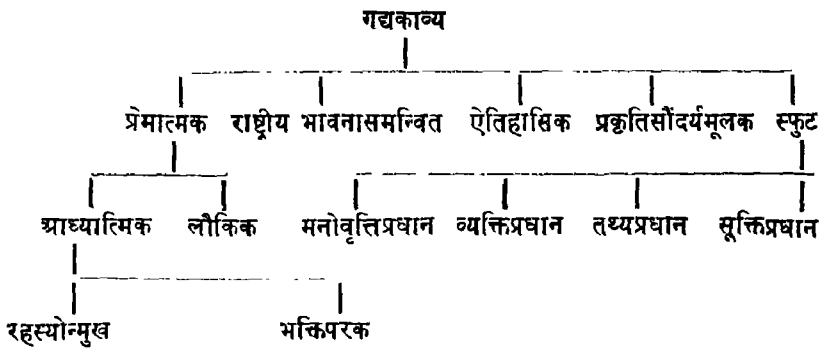 गद्यकाव्य
प्रेमात्मक राष्ट्रीय भावनासमन्वित ऐतिहासिक प्रकृतिसौंदर्यमूलक स्फुट
आध्यात्मिक लौकिक मनोवृत्तिप्रधान व्यक्तिप्रधान तथ्यप्रधान सूक्तिप्रधान
रहस्योन्मुख भक्तिपरक